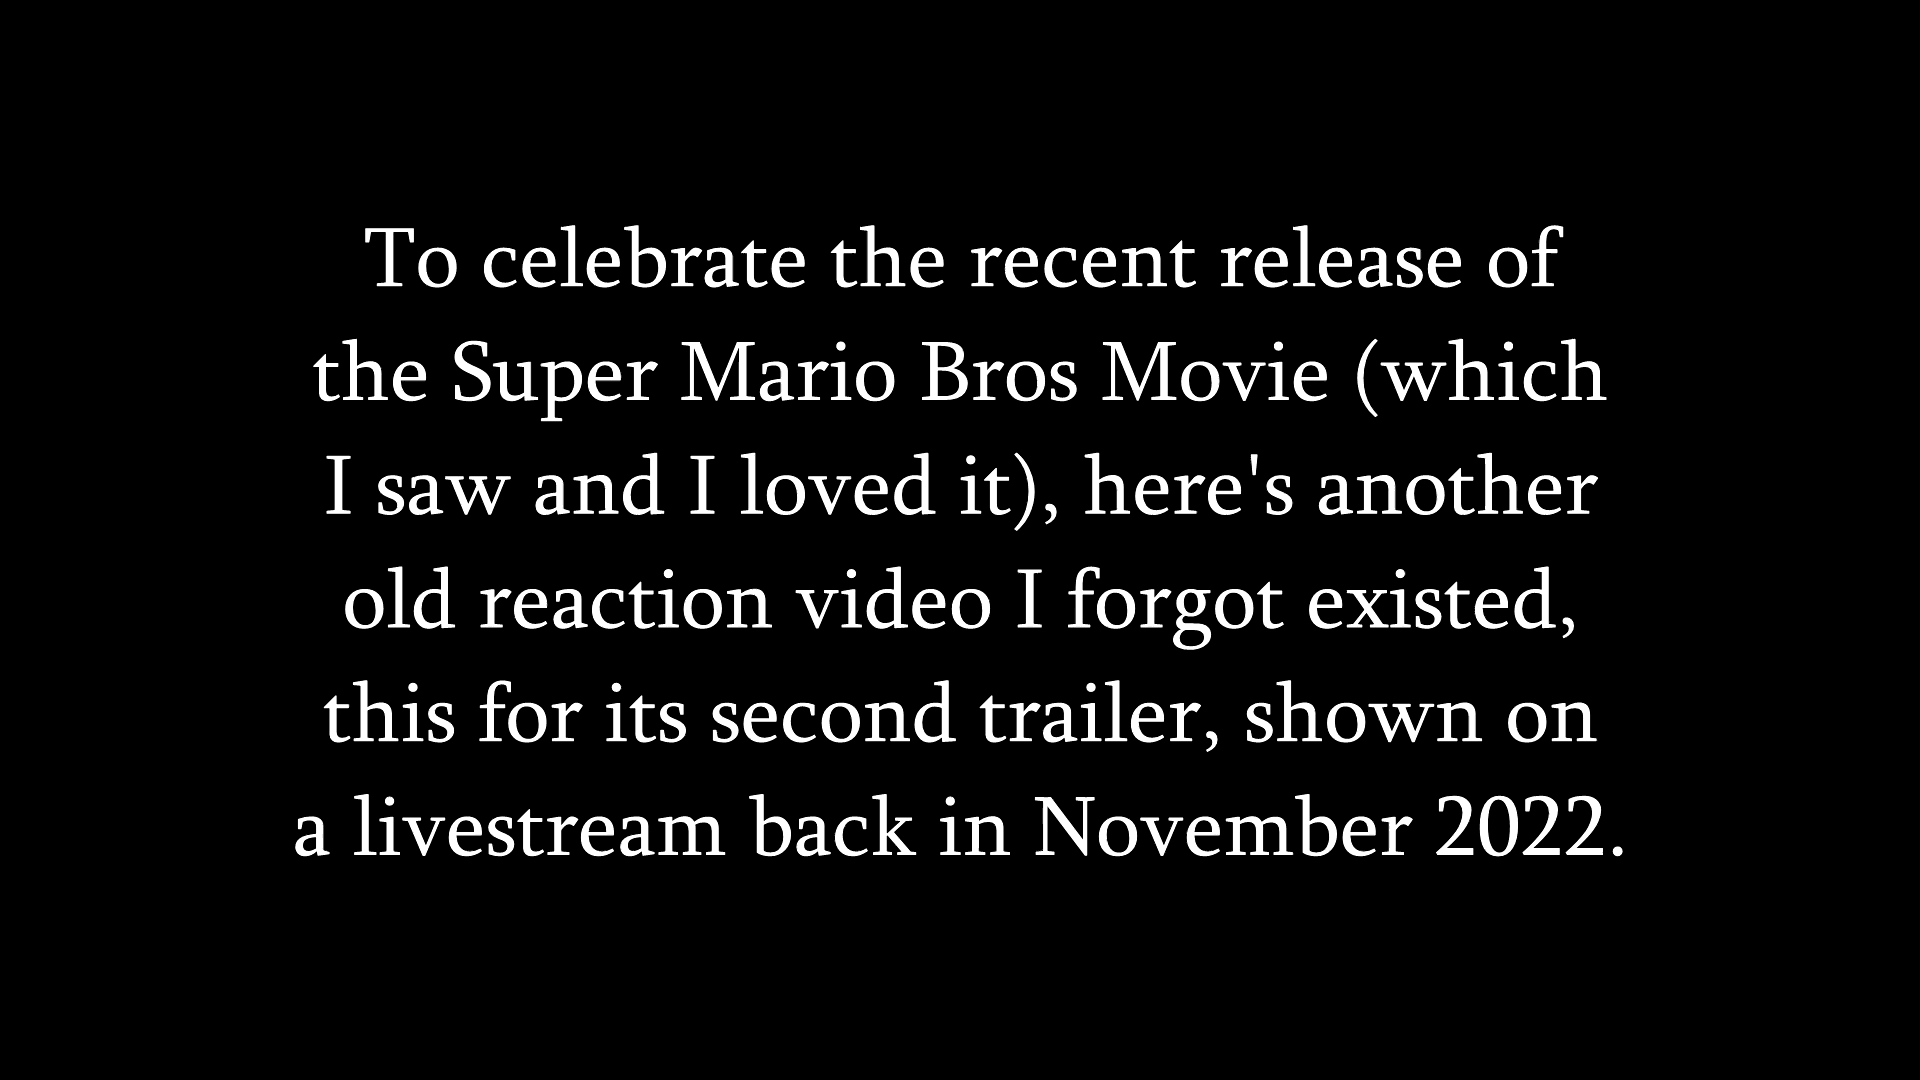 To celebrate the recent release of
the Super Mario Bros Movie (which
I saw and I loved it), here's another
old reaction video I forgot existed,
this for its second trailer, shown on
a livestream back in November 2022.